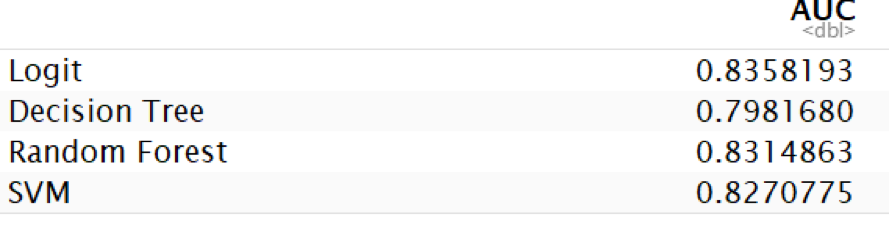 AUC
<dbl>
Logit 0.8358193
Decision Tree 0.7981680
Random Forest 0.8314863
SVM 0.8270775